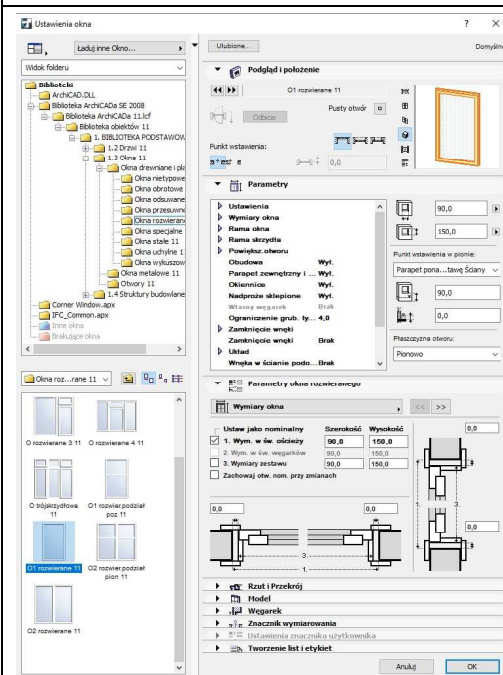 Ustawienia okna
? ×
Ładuj inne Okno...
Widok folderu
Biblioteki
ArchiCAD.DLL
Biblioteka ArchiCADa SE 2008
Biblioteka ArchiCADa 11.lcf
Biblioteka obiektów 11
1. BIBLIOTEKA PODSTAWOW
1.2 Drzwi 11
1.3 Okna 11
Okna drewniane i pla
Okna nietypowe
Okna obrotowe
Okna odsuwane
Okna przesuwne
Okna rozwieran
Okna specjalne
Okna stałe 11
Okna uchylne 1
Okna wykuszow
Okna metalowe 11
Otwory 11
1.4 Struktury budowlane
Corner Window.apx
IFC_Common.apx
Inne okna
Brakujące okna
Okna roz...rane 11
O rozwierane 3 11
O rozwierane 4 11
O trójskrzydłowe 11
O1 rozwier.podział poz 11
O1 rozwierane 11
O2 rozwier.podział pion 11
O2 rozwierane 11
Ulubione...
Domyślne
Podgląd i położenie
O1 rozwierane 11
Pusty otwór
Odbicie
Punkt wstawienia:
0,0
Parametry
Ustawienia
Wymiary okna
Rama okna
Rama skrzydła
Powiększ.otworu
Obudowa Wył.
Parapet zewnętrzny i ... Wył.
Okiennice Wył.
Nadproże sklepione Wył.
Własny węgarek Brak
Ograniczenie grub. ty... 4,0
Zamknięcie wnęki
Zamknięcie wnęki Brak
Układ
Wnęka w ścianie podo...Brak
90,0
150,0
Punkt wstawienia w pionie:
Parapet pona...tawę Ściany
90,0
0,0
Płaszczyzna otworu:
Pionowo
Parametry okna rozwieranego
Wymiary okna
<< >>
Ustaw jako nominalny Szerokość Wysokość
1. Wym. w św. ościeży 90,0 150,0
2. Wym. w św. węgarków 90,0 150,0
3. Wymiary zestawu 90,0 150,0
Zachowaj otw. nom. przy zmianach
0,0
0,0
0,0
0,0
1.
3.
3.
1.
Rzut i Przekrój
Model
Węgarek
Znacznik wymiarowania
Ustawienia znacznika użytkownika
Tworzenie list i etykiet
Anuluj
OK